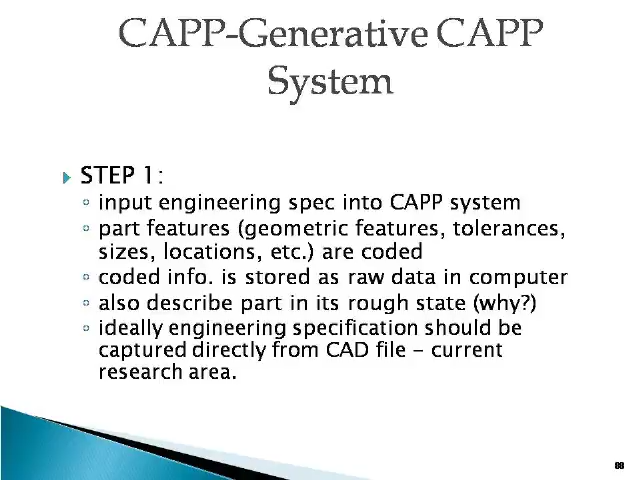 CAPP-Generative CAPP
System
STEP 1:
input engineering spec into CAPP system
part features (geometric features, tolerances,
sizes, locations, etc.) are coded
coded info. is stored as raw data in computer
also describe part in its rough state (why?)
ideally engineering specification should be
captured directly from CAD file – current
research area.